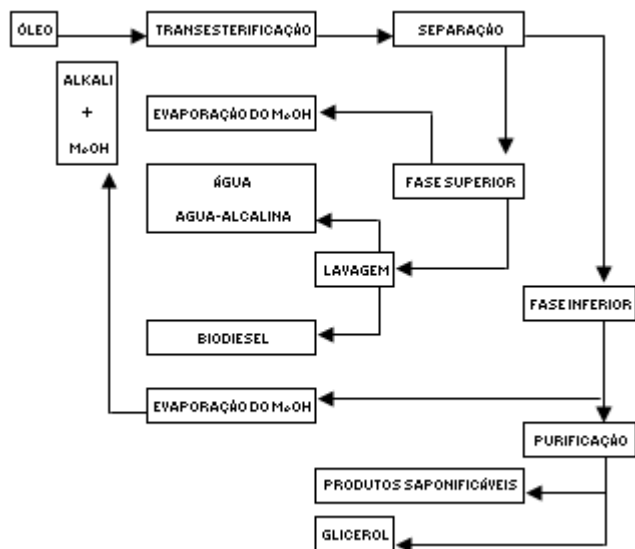 ÓLEO
TRANSESTERIFICAÇÃO
SEPARAÇÃO
ALKALI
+
MeOH
EVAPORAÇÃO DO MeOH
ÁGUA
AGUA-ALCALINA
FASE SUPERIOR
LAVAGEM
FASE INFERIOR
BIODIESEL
EVAPORAÇÃO DO MeOH
PURIFICAÇÃO
PRODUTOS SAPONIFICÁVEIS
GLICEROL